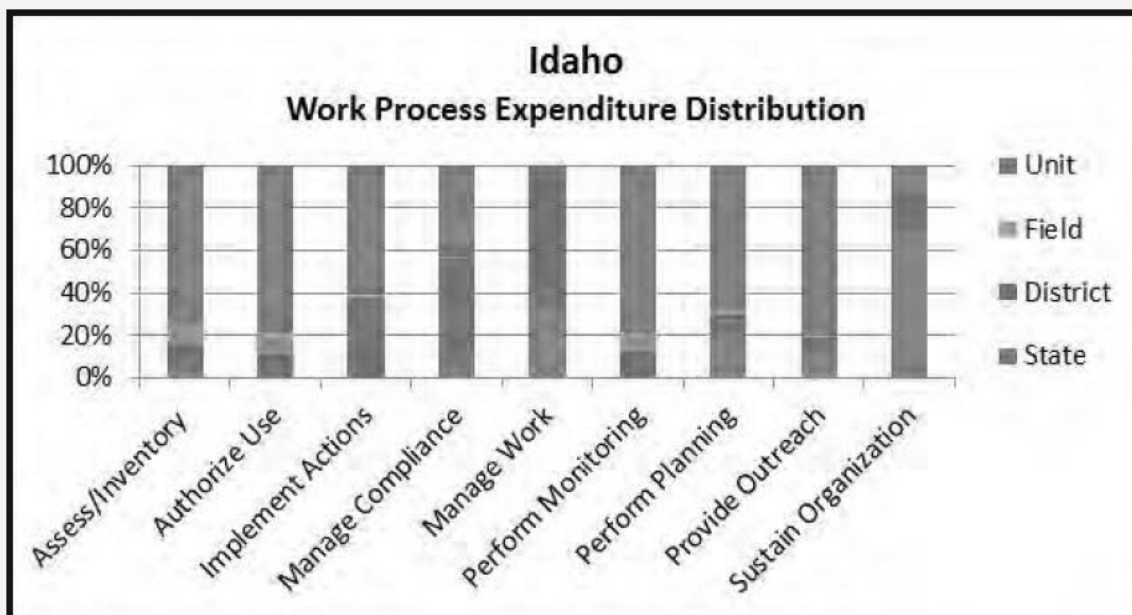 Idaho
Work Process Expenditure Distribution
100%
80%
60%
40%
20%
0%
Unit
Field
District
State
Assess/Inventory
Authorize Use
Implement Actions
Manage Compliance
Manage Work
Perform Monitoring
Perform Planning
Provide Outreach
Sustain Organization